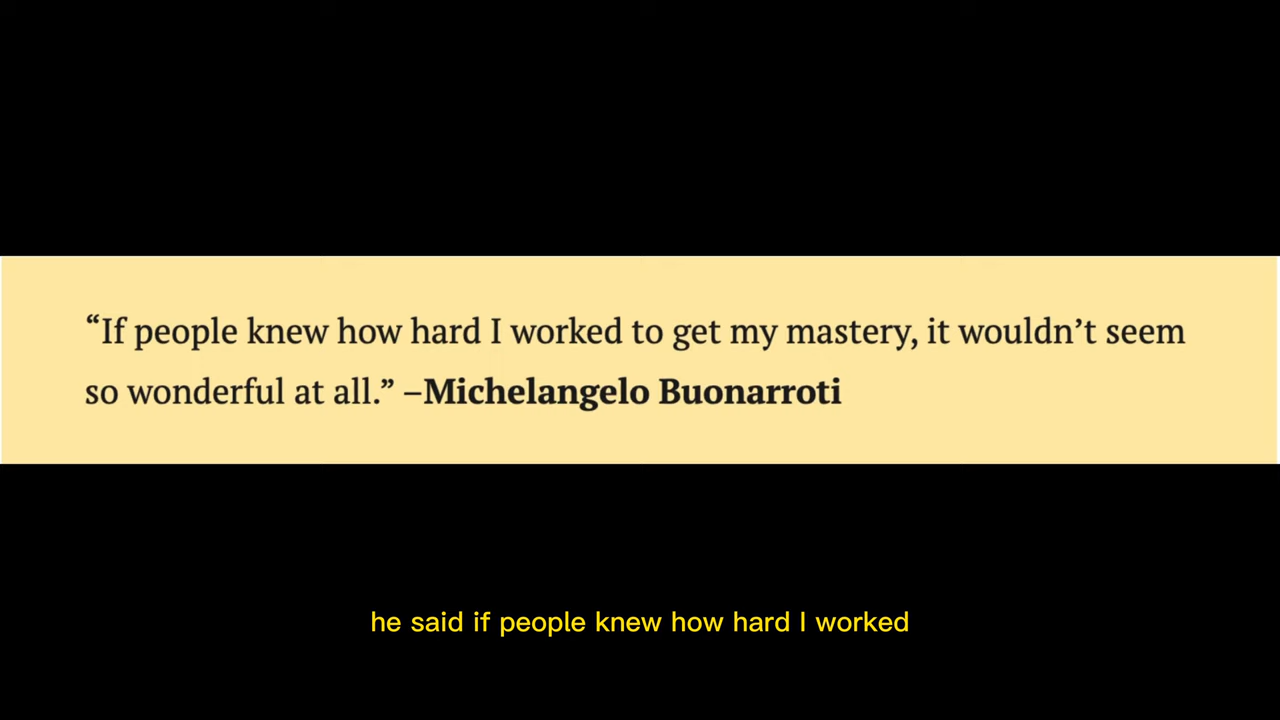 “If people knew how hard I worked to get my mastery, it wouldn’t seem
so wonderful at all.” –Michelangelo Buonarroti
he said if people knew how hard I worked